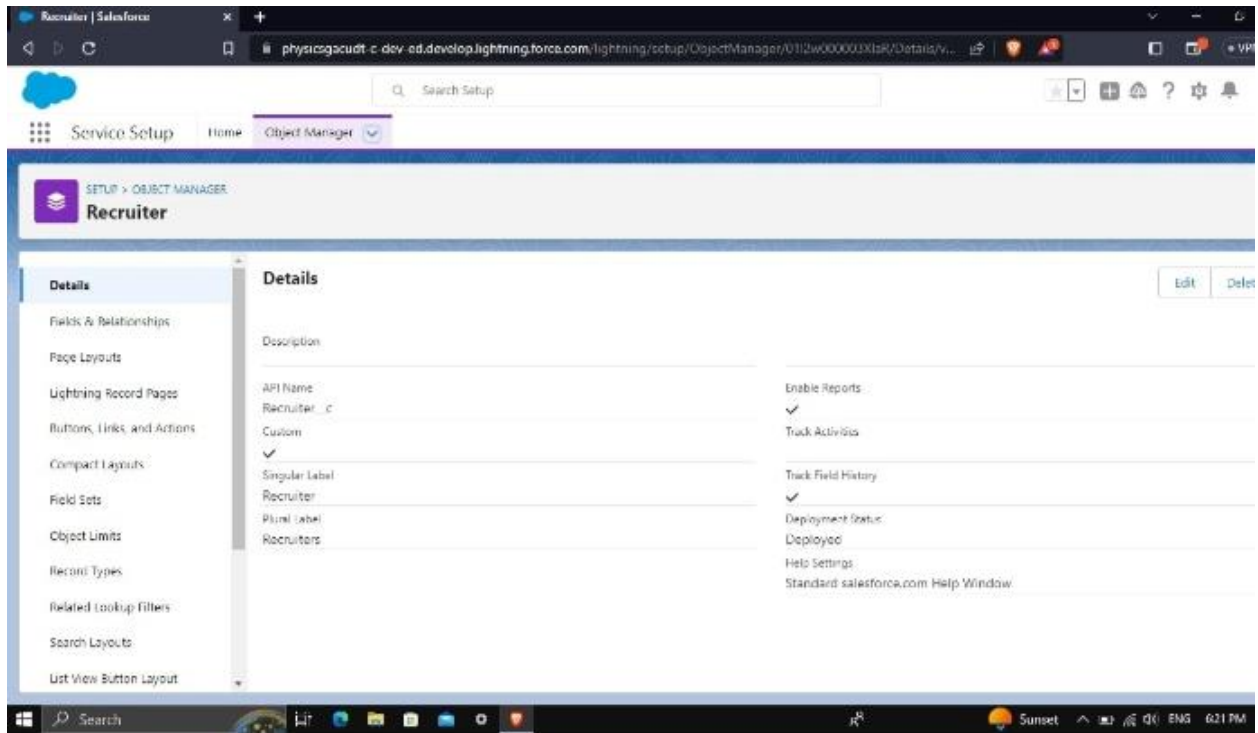 Recruiter | Salesforce
physicsgacudt-c-dev-ed.develop.lightning.force.com/lightning/setup/ObjectManager/
VPN
Search Setup
Service Setup Home Object Manager
SETUP > OBJECT MANAGER
Recruiter
Details
Fields & Relationships
Page Layouts
Lightning Record Pages
Buttons, Links, and Actions
Compact Layouts
Field Sets
Object Limits
Record Types
Related Lookup Filters
Search Layouts
List View Button Layout
Details
Edit Delet
Description
API Name
Recruiter__c
Custom
Singular Label
Recruiter
Plural Label
Recruiters
Enable Reports
Track Activities
Track Field History
Deployment Status
Deployed
Help Settings
Standard salesforce.com Help Window
Search
Sunset ENG 6:21 PM